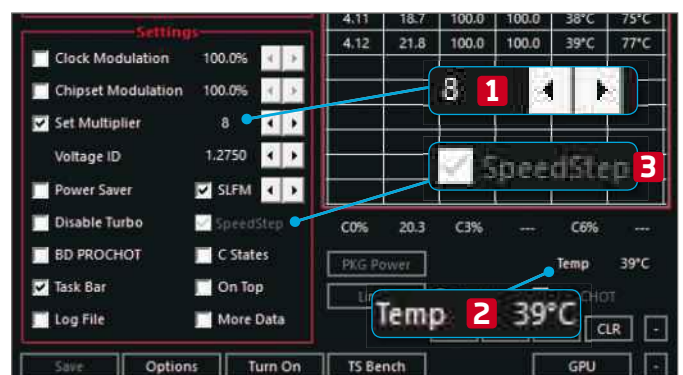 4.11 18.7 100.0 100.0 38°C 75°C
Settings
4.12 21.8 100.0 100.0 39°C 77°C
Clock Modulation 100.0%
Chipset Modulation 100.0%
8 1
Set Multiplier 8
Voltage ID 1.2750
SpeedStep 3
Power Saver SLFM
Disable Turbo SpeedStep
C0% 20.3 C3% --- C6% ---
BD PROCHOT C States
PKG Power Temp 39°C
Task Bar On Top
Temp 2 39°C
Log File More Data
CLR -
Save Options Turn On TS Bench GPU -